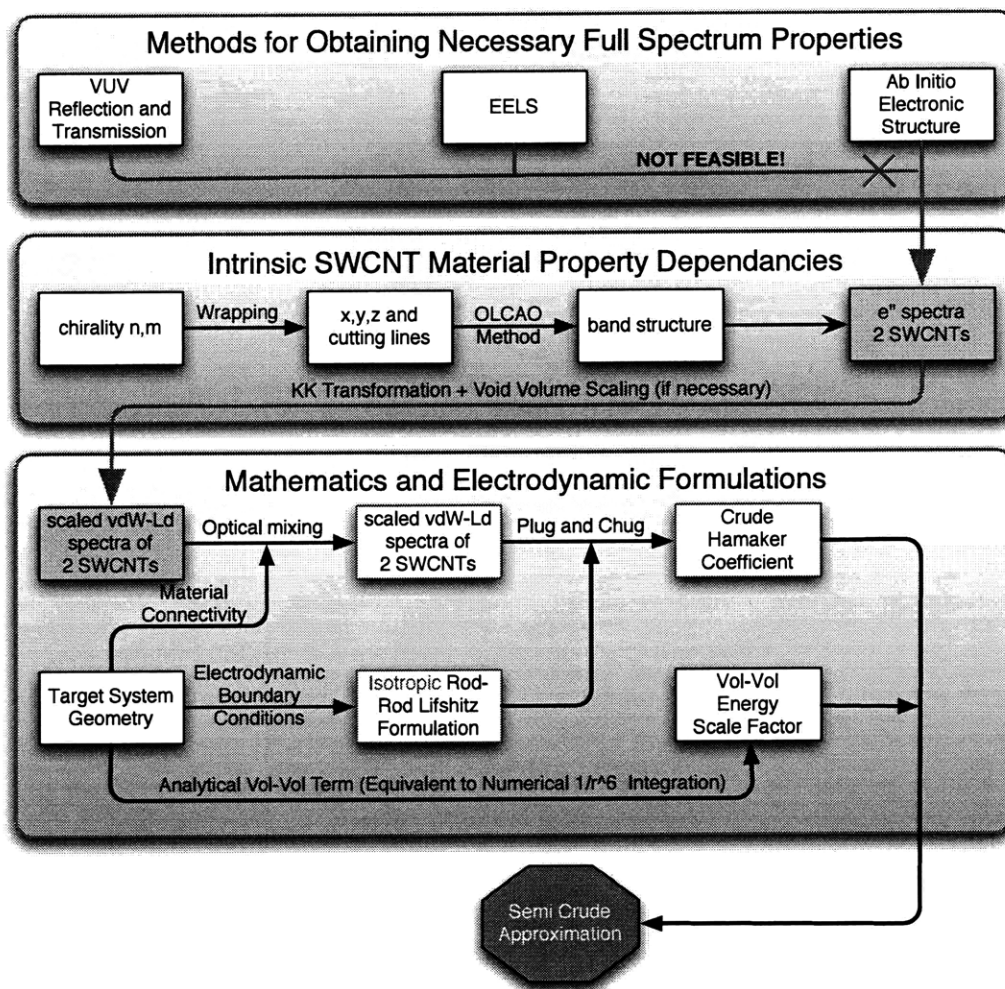 Methods for Obtaining Necessary Full Spectrum Properties
VUV
Reflection and
Transmission
EELS
Ab Initio
Electronic
Structure
NOT FEASIBLE!
Intrinsic SWCNT Material Property Dependancies
chirality n,m
Wrapping
x,y,z and
cutting lines
OLCAO
Method
band structure
e" spectra
2 SWCNTs
KK Transformation + Void Volume Scaling (if necessary)
Mathematics and Electrodynamic Formulations
scaled vdW-Ld
spectra of
2 SWCNTs
Optical mixing
scaled vdW-Ld
spectra of
2 SWCNTs
Plug and Chug
Crude
Hamaker
Coefficient
Material
Connectivity
Target System
Geometry
Electrodynamic
Boundary
Conditions
Isotropic Rod-
Rod Lifshitz
Formulation
Vol-Vol
Energy
Scale Factor
Analytical Vol-Vol Term (Equivalent to Numerical 1/r^6 Integration)
Semi Crude
Approximation